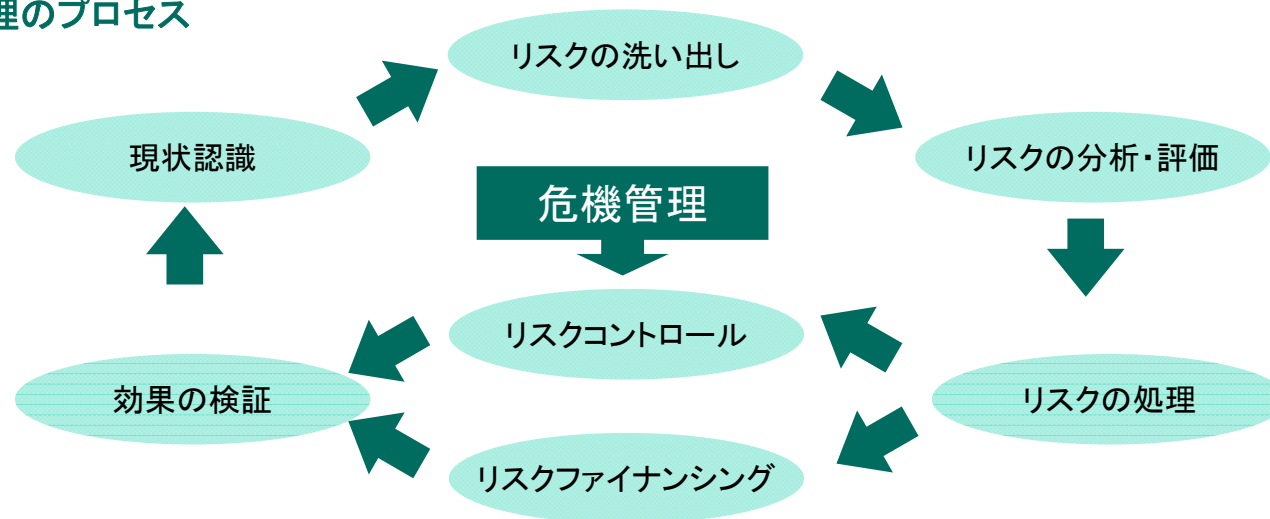 理のプロセス
リスクの洗い出し
現状認識
リスクの分析・評価
危機管理
リスクコントロール
効果の検証
リスクの処理
リスクファイナンシング